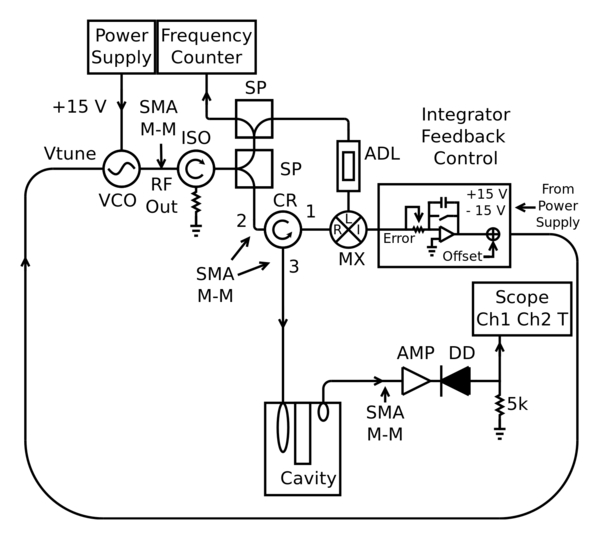 Power
Supply
Frequency
Counter
+15 V
SMA
M-M
SP
ISO
Vtune
VCO
RF
Out
SP
ADL
Integrator
Feedback
Control
+15 V
- 15 V
From
Power
Supply
Error
Offset
CR
2
1
3
L
R
I
MX
SMA
M-M
Scope
Ch1 Ch2 T
AMP
DD
5k
SMA
M-M
Cavity